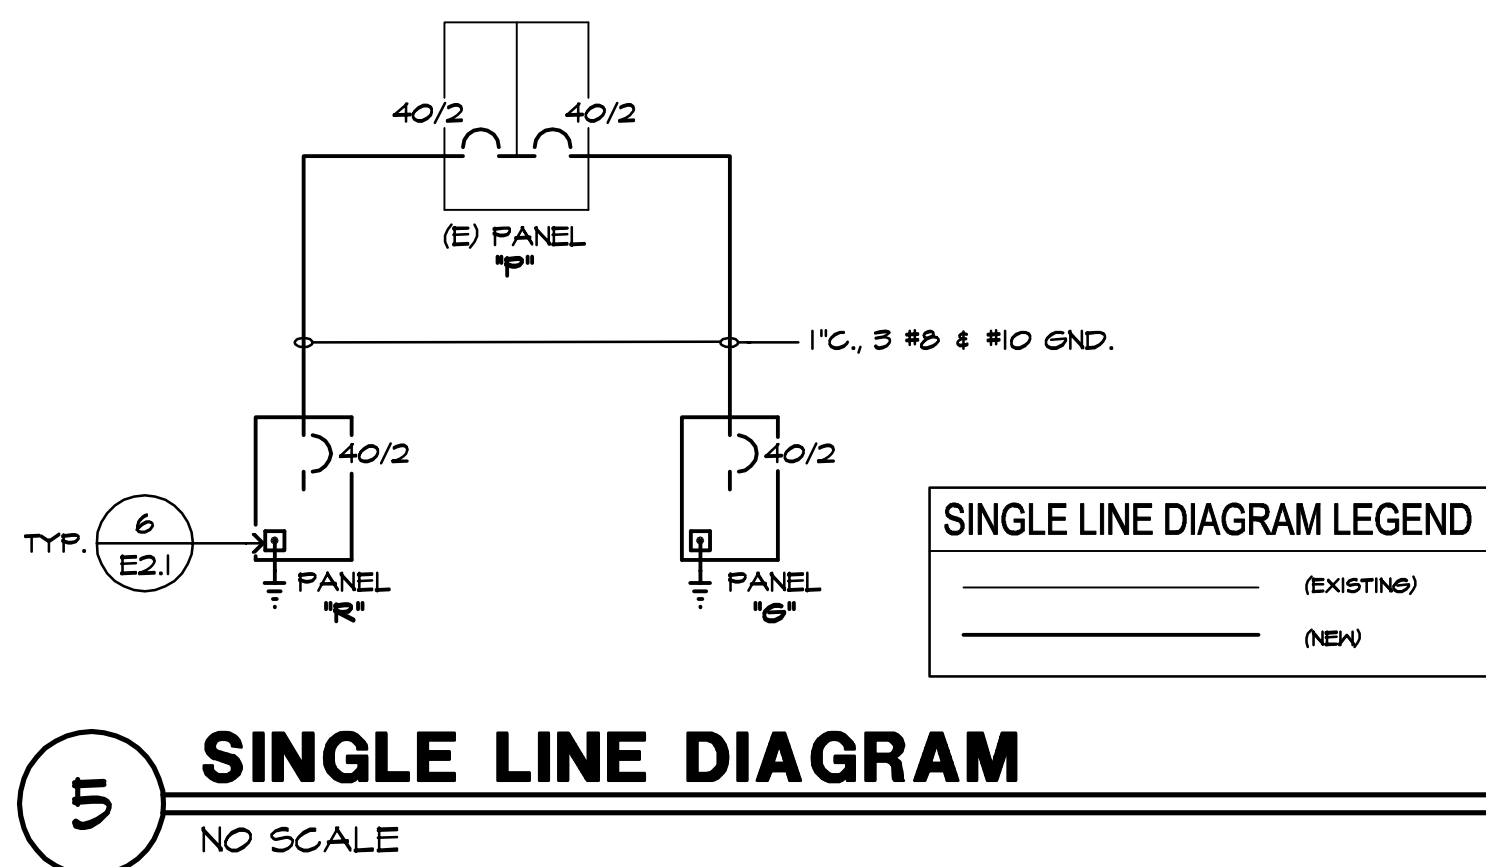 40/2
40/2
(E) PANEL
"P"
1"C., 3 #8 & #10 GND.
40/2
40/2
TYP.
6
E2.1
PANEL
"R"
PANEL
"G"
SINGLE LINE DIAGRAM LEGEND
(EXISTING)
(NEW)
5
SINGLE LINE DIAGRAM
NO SCALE